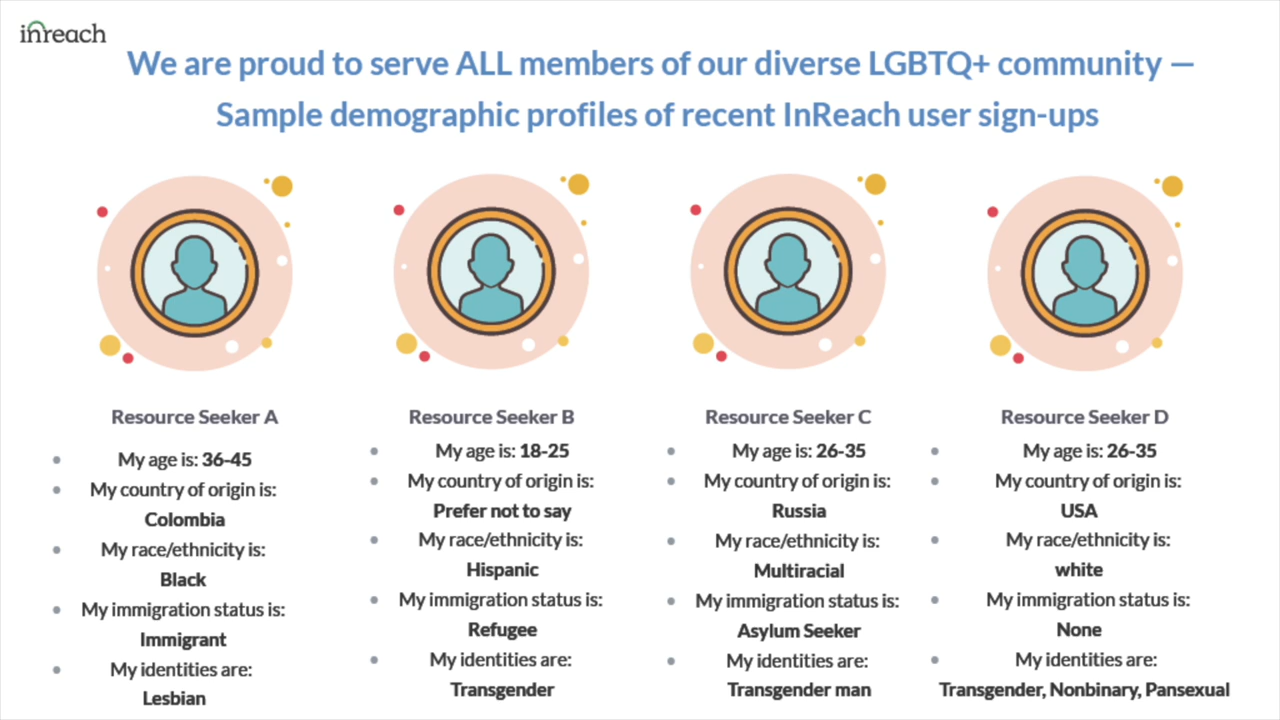 inreach
We are proud to serve ALL members of our diverse LGBTQ+ community —
Sample demographic profiles of recent InReach user sign-ups
Resource Seeker A
My age is: 36-45
My country of origin is:
Colombia
My race/ethnicity is:
Black
My immigration status is:
Immigrant
My identities are:
Lesbian
Resource Seeker B
My age is: 18-25
My country of origin is:
Prefer not to say
My race/ethnicity is:
Hispanic
My immigration status is:
Refugee
My identities are:
Transgender
Resource Seeker C
My age is: 26-35
My country of origin is:
Russia
My race/ethnicity is:
Multiracial
My immigration status is:
Asylum Seeker
My identities are:
Transgender man
Resource Seeker D
My age is: 26-35
My country of origin is:
USA
My race/ethnicity is:
white
My immigration status is:
None
My identities are:
Transgender, Nonbinary, Pansexual